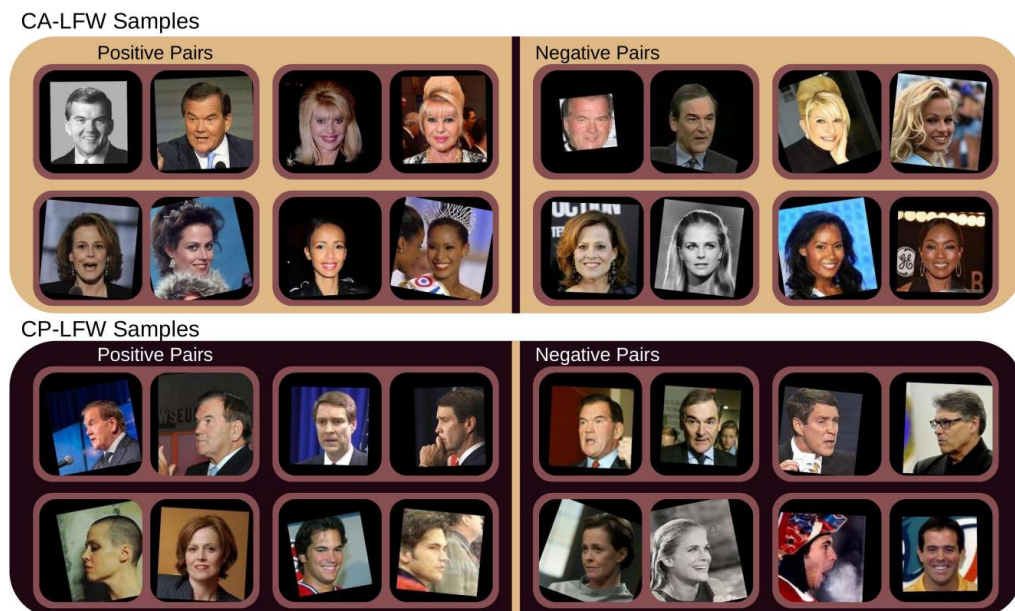 CA-LFW Samples
Positive Pairs
Negative Pairs
CP-LFW Samples
Positive Pairs
Negative Pairs